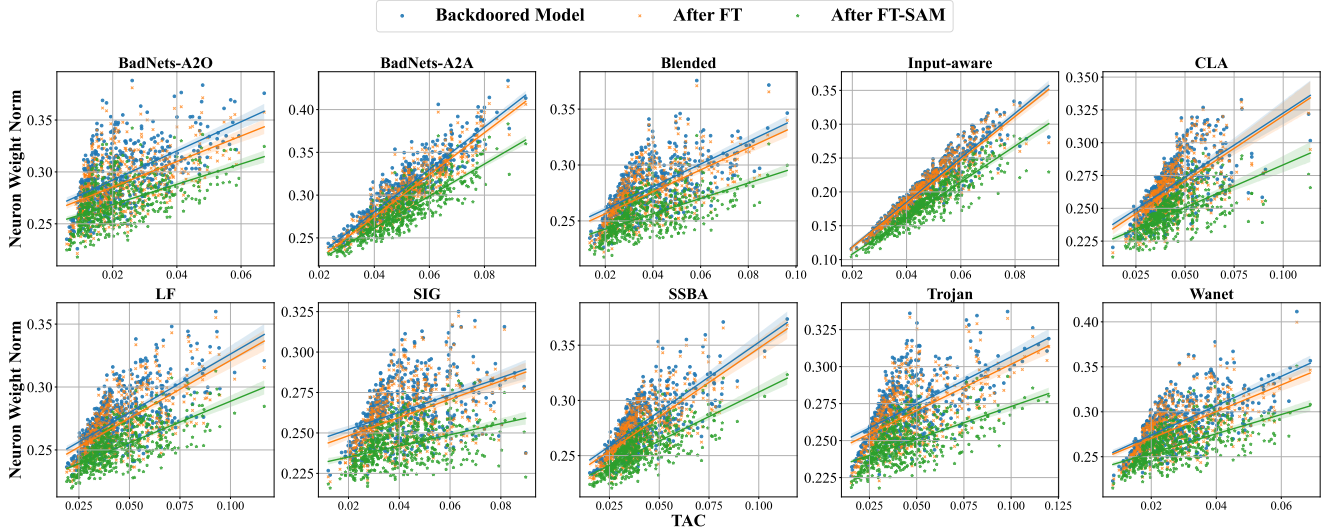 Backdoored Model After FT After FT-SAM
BadNets-A2O BadNets-A2A Blended Input-aware CLA
Neuron Weight Norm
0.35
0.30
0.25
0.02 0.04 0.06
0.40
0.35
0.30
0.25
0.02 0.04 0.06 0.08
0.35
0.30
0.25
0.02 0.04 0.06 0.08 0.10
0.35
0.30
0.25
0.20
0.15
0.10
0.02 0.04 0.06 0.08
0.350
0.325
0.300
0.275
0.250
0.225
0.025 0.050 0.075 0.100
LF SIG SSBA Trojan Wanet
Neuron Weight Norm
0.35
0.30
0.25
0.025 0.050 0.075 0.100
0.325
0.300
0.275
0.250
0.225
0.02 0.04 0.06 0.08
0.35
0.30
0.25
0.025 0.050 0.075 0.100
0.325
0.300
0.275
0.250
0.225
0.025 0.050 0.075 0.100 0.125
0.40
0.35
0.30
0.25
0.02 0.04 0.06
TAC